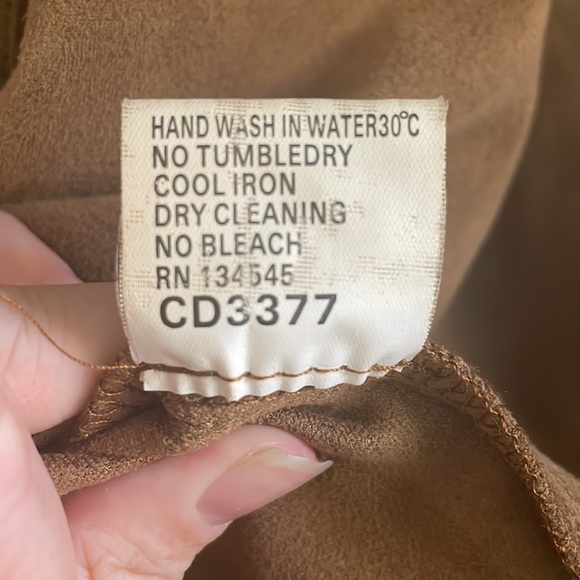 HAND WASH IN WATER30°C
NO TUMBLEDRY
COOL IRON
DRY CLEANING
NO BLEACH
RN 134545
CD3377